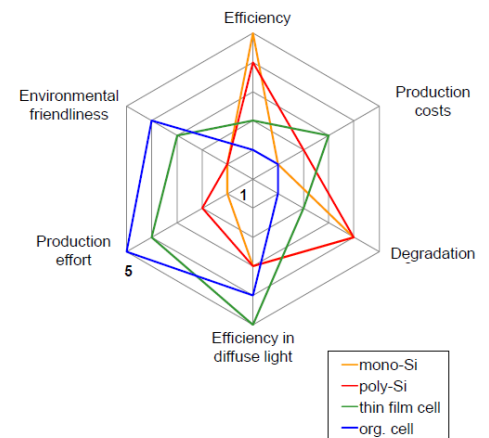 Efficiency
Environmental
friendliness
Production
costs
1
Production
effort
5
Degradation
Efficiency in
diffuse light
mono-Si
poly-Si
thin film cell
org. cell